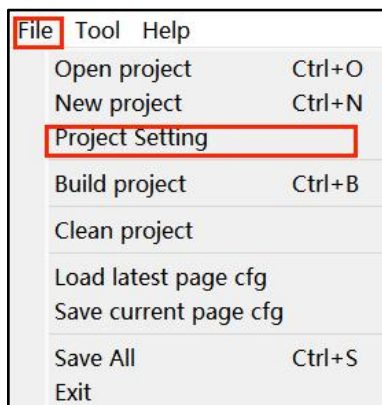 File Tool Help
Open project Ctrl+O
New project Ctrl+N
Project Setting
Build project Ctrl+B
Clean project
Load latest page cfg
Save current page cfg
Save All Ctrl+S
Exit